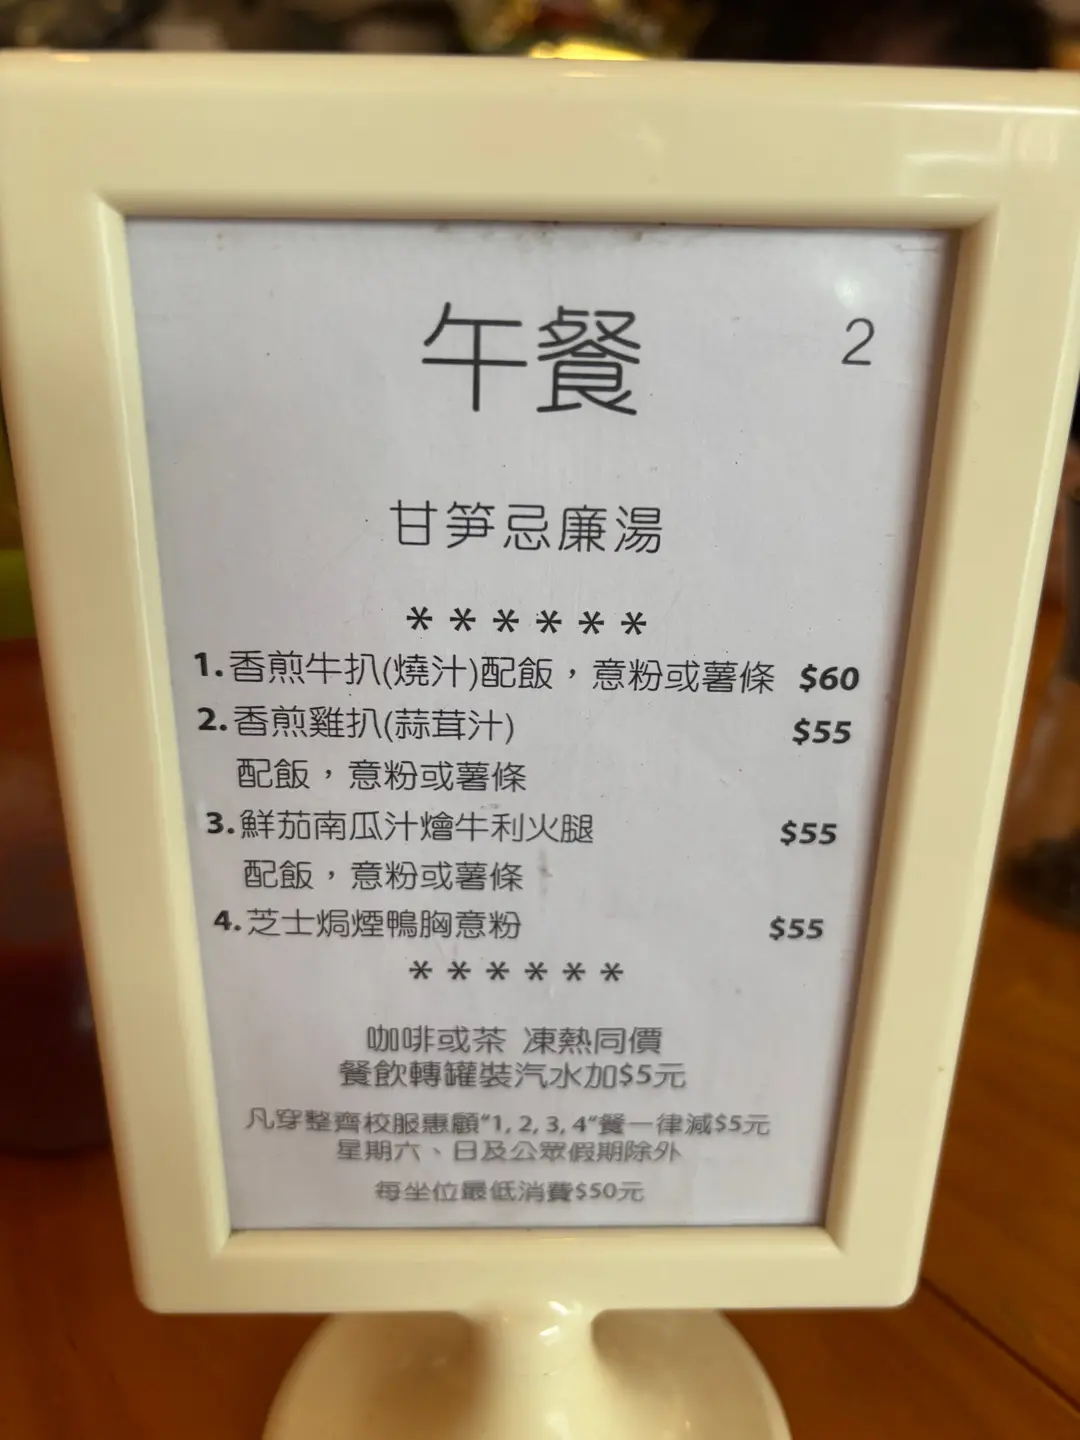 午餐
2
甘笋忌廉湯
******
1.香煎牛扒(燒汁)配飯，意粉或薯條 $60
2.香煎雞扒(蒜茸汁) $55
配飯，意粉或薯條
3.鮮茄南瓜汁燴牛利火腿 $55
配飯，意粉或薯條
4.芝士焗煙鴨胸意粉 $55
******
咖啡或茶 凍熱同價
餐飲轉罐裝汽水加$5元
凡穿整齊校服惠顧"1, 2, 3, 4"餐一律減$5元
星期六、日及公眾假期除外
每坐位最低消費$50元